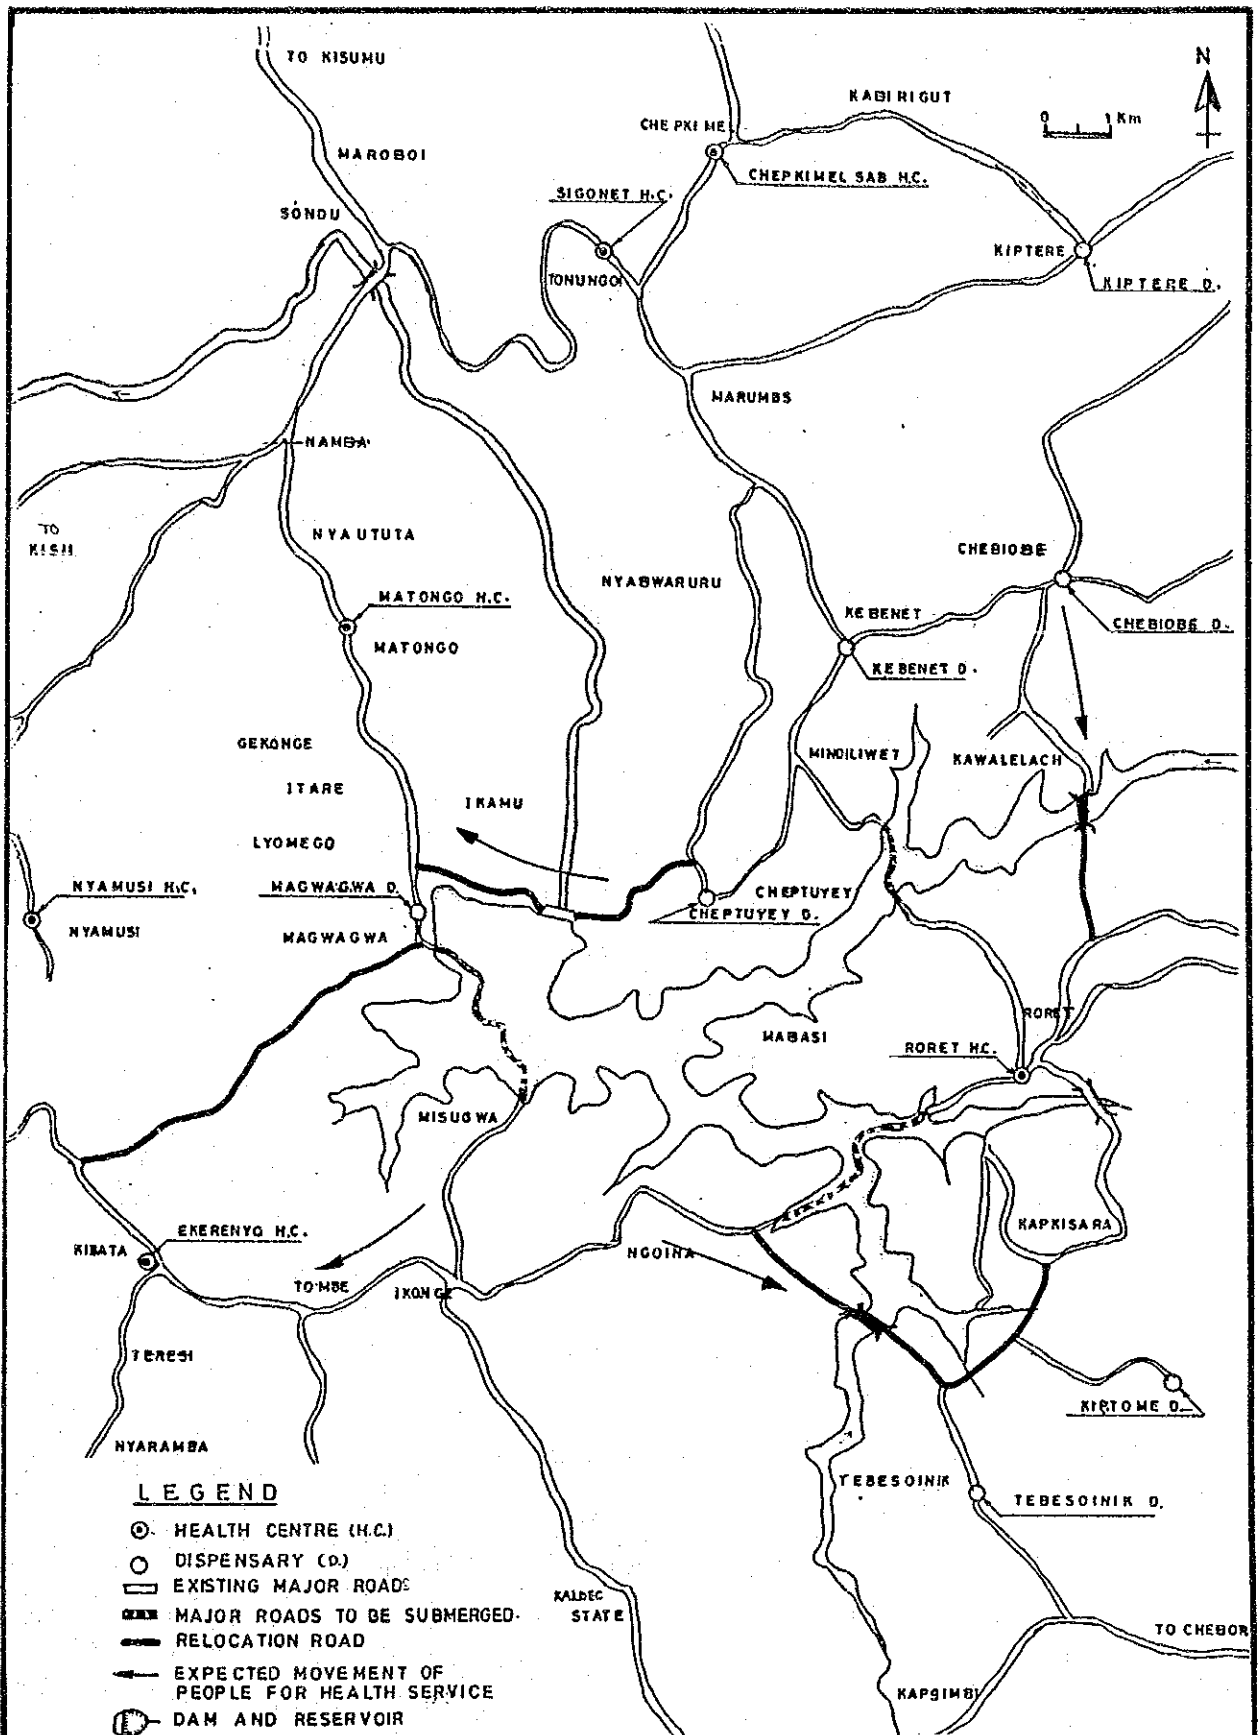 TO KISUMU
N
KABIRIGUT
0 1 Km
CHEPKIME
MAROBOI
CHEPKIMEL SAB H.C.
SIGONET H.C.
SONDU
KIPTERE
TONUNGOI
KIPTERE D.
MARUMBS
NAMBA
TO
KISII
NYAUTUTA
CHEBIOBE
NYABWARURU
MATONGO H.C.
KEBENET
CHEBIOBE D.
MATONGO
KEBENET D.
GEKONGE
MINDILIWET
KAWALELACH
ITARE
IKAMU
LYOMEGO
NYAMUSI H.C.
MAGWAGWA D.
CHEPTUYEY
CHEPTUYEY D.
NYAMUSI
MAGWAGWA
RORET
MABASI
RORET H.C.
MISUGWA
KAPKISARA
EKERENYO H.C.
KIBATA
NGOINA
TOMBE
IKONGE
TERESI
KIPTOME D.
NYARAMBA
TEBESOINIK
LEGEND
TEBESOINIK D.
HEALTH CENTRE (H.C.)
DISPENSARY (D.)
EXISTING MAJOR ROADS
MAJOR ROADS TO BE SUBMERGED.
RELOCATION ROAD
KALDEC
STATE
TO CHEBOR
EXPECTED MOVEMENT OF
PEOPLE FOR HEALTH SERVICE
KAPGIMBI
DAM AND RESERVOIR